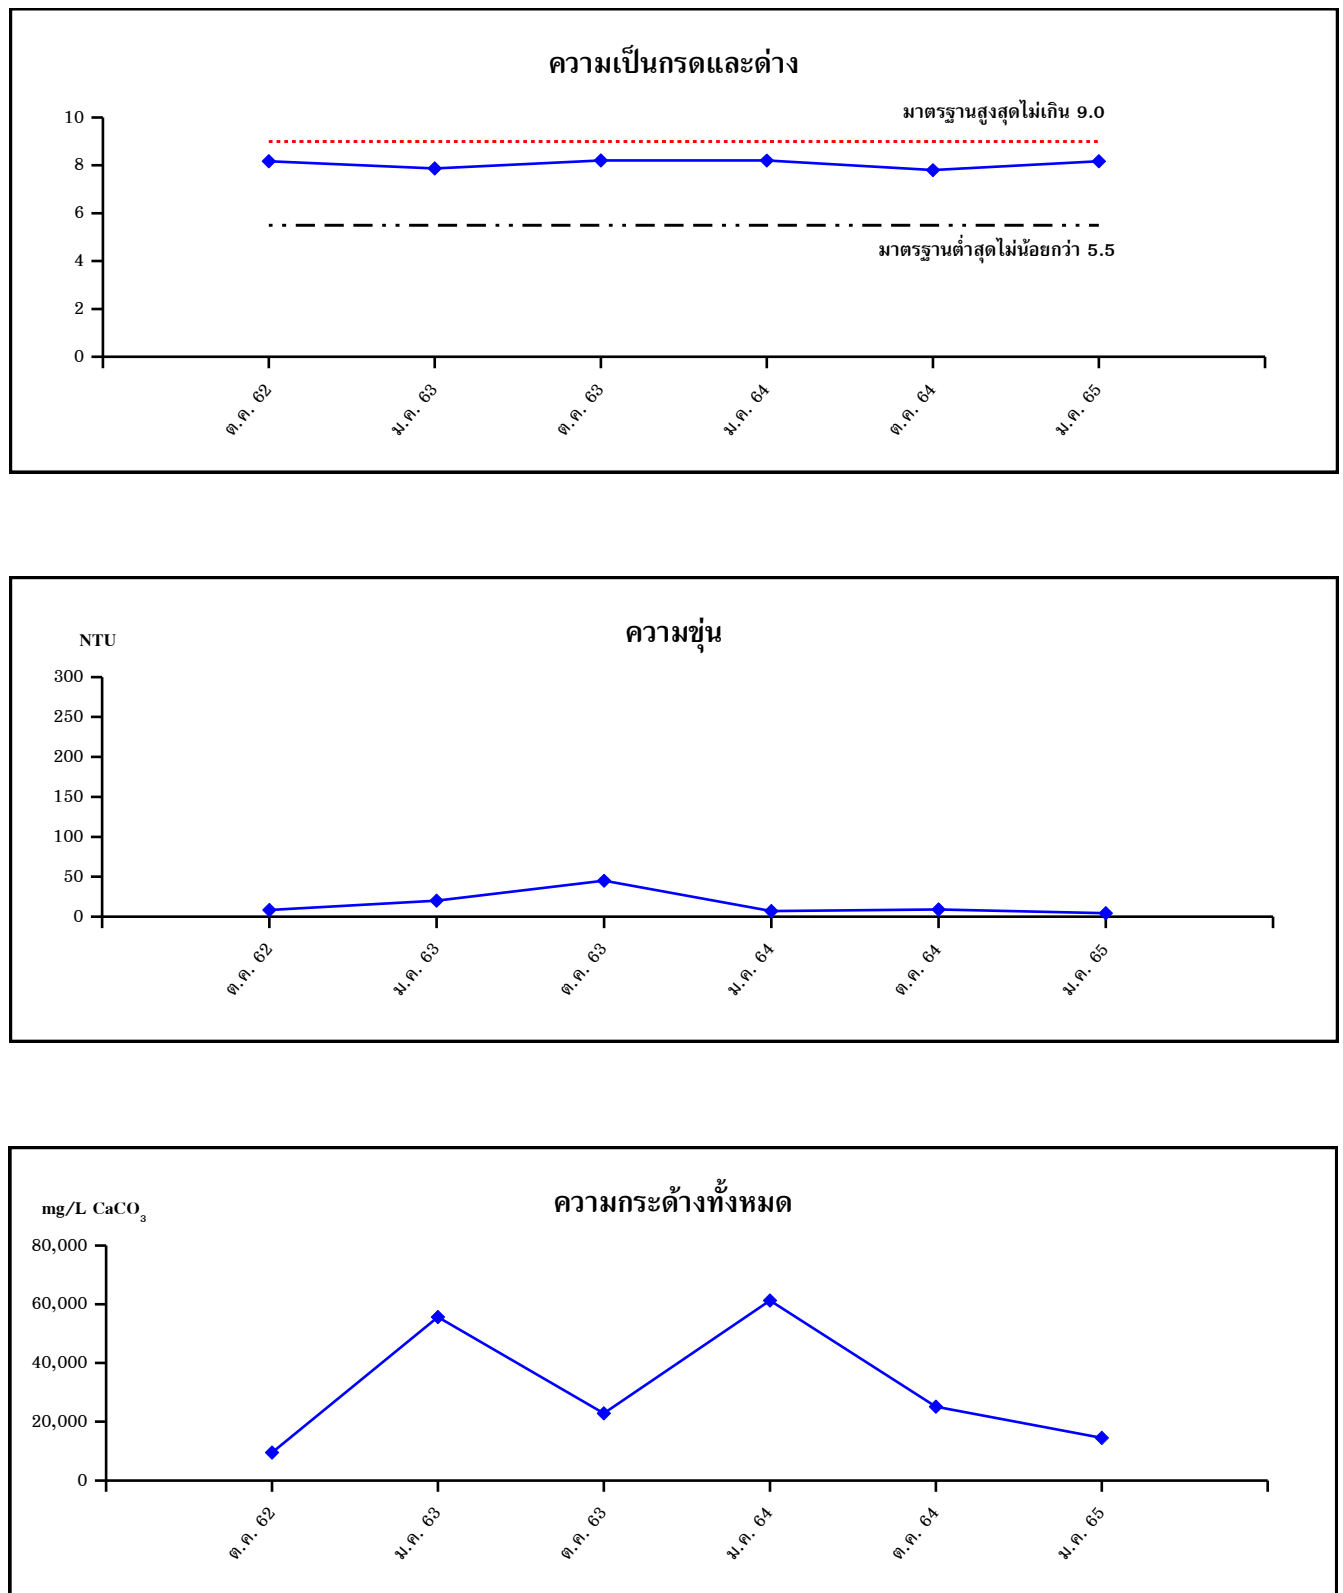 ความเป็นกรดและด่าง
มาตรฐานสูงสุดไม่เกิน 9.0
10
8
6
4
2
0
มาตรฐานต่ำสุดไม่น้อยกว่า 5.5
ต.ค. 62
ม.ค. 63
ต.ค. 63
ม.ค. 64
ต.ค. 64
ม.ค. 65
ความขุ่น
NTU
300
250
200
150
100
50
0
ต.ค. 62
ม.ค. 63
ต.ค. 63
ม.ค. 64
ต.ค. 64
ม.ค. 65
ความกระด้างทั้งหมด
mg/L CaCO₃
80,000
60,000
40,000
20,000
0
ต.ค. 62
ม.ค. 63
ต.ค. 63
ม.ค. 64
ต.ค. 64
ม.ค. 65